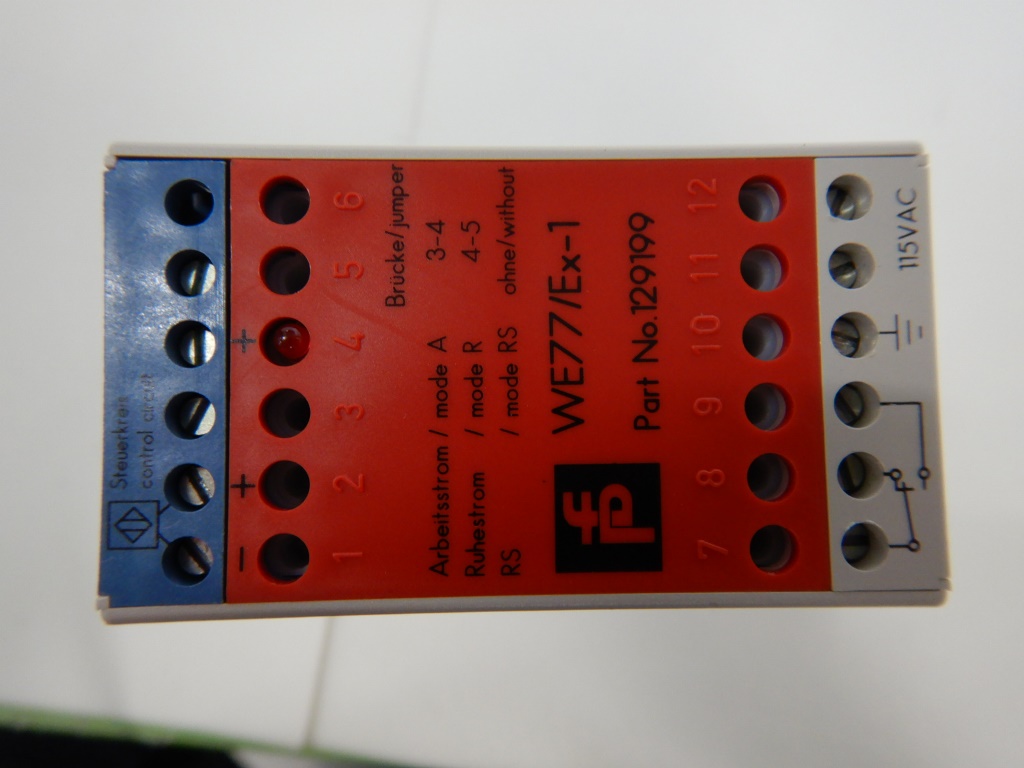 Steuerkreis
control circuit
− + +
1 2 3 4 5 6
Brücke/jumper
Arbeitsstrom / mode A 3-4
Ruhestrom / mode R 4-5
RS / mode RS ohne/without
WE77/Ex-1
Part No.129199
7 8 9 10 11 12
115VAC